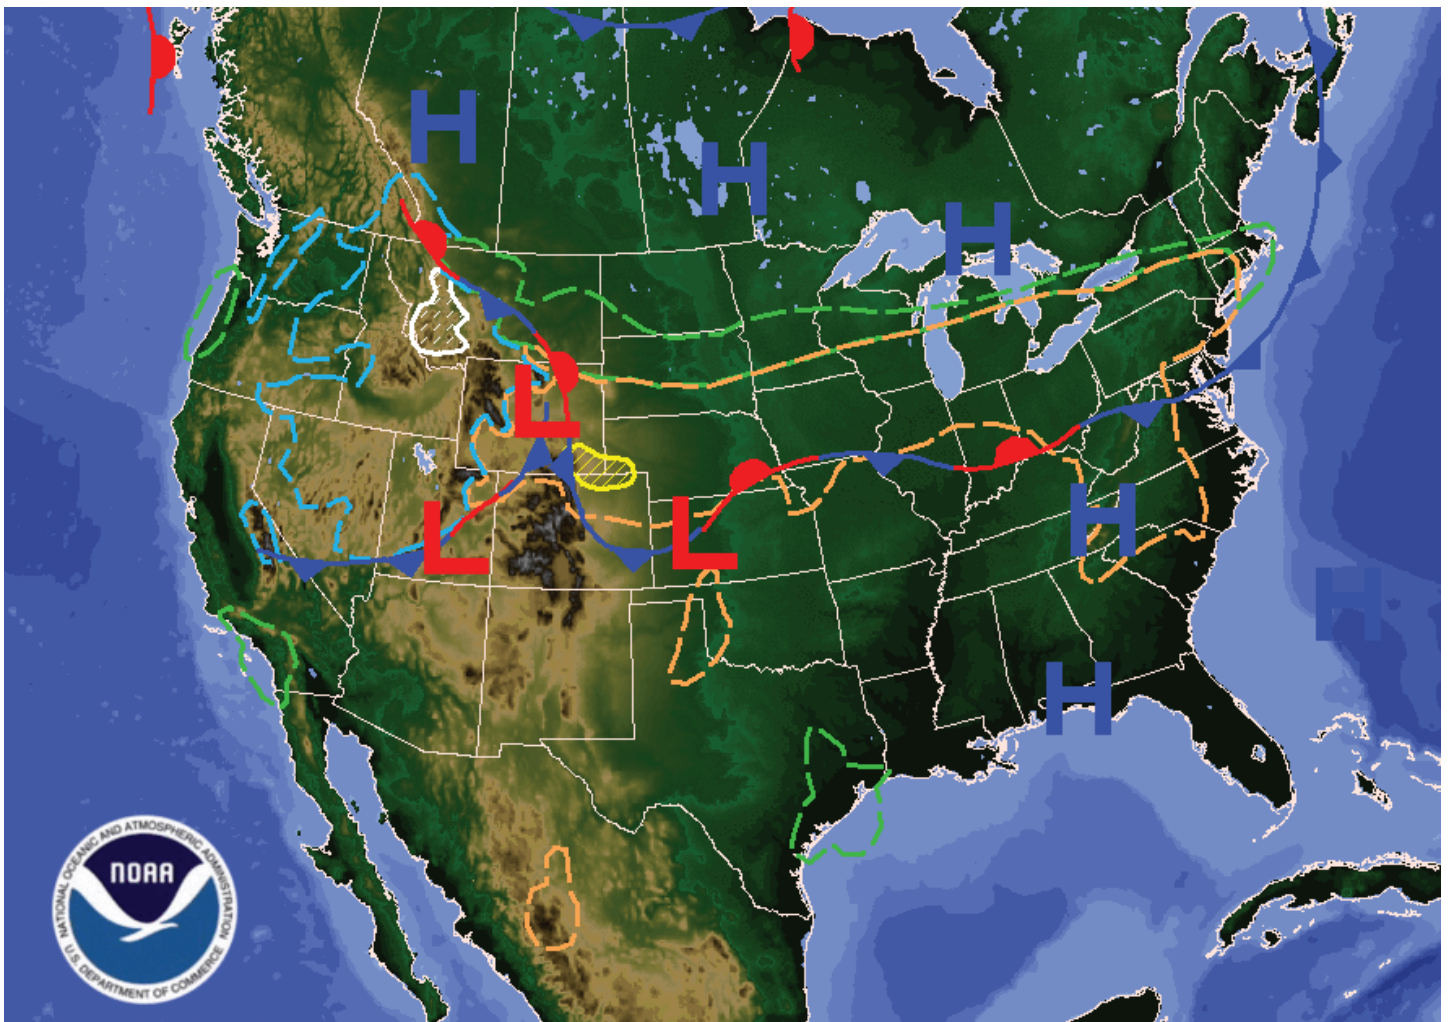 H
H
H
L
L
L
H
H
H
NATIONAL OCEANIC AND ATMOSPHERIC ADMINISTRATION
NOAA
U.S. DEPARTMENT OF COMMERCE